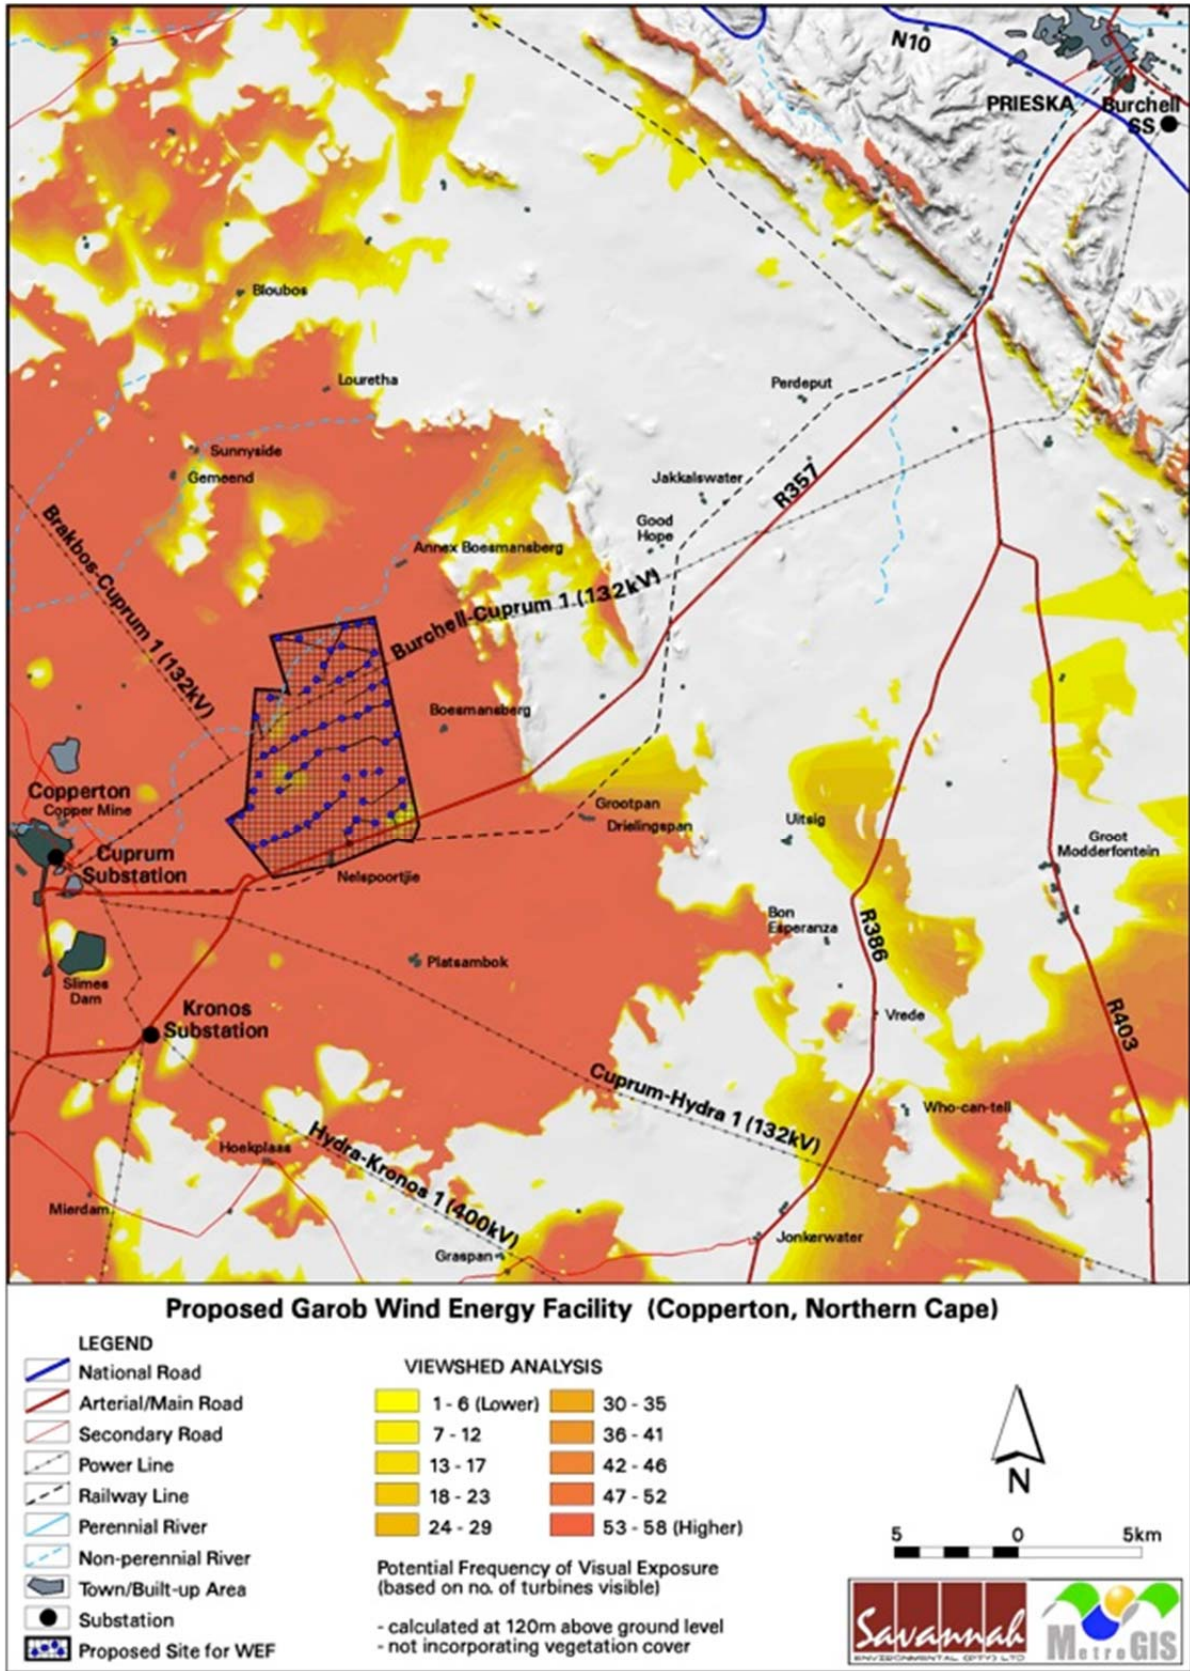 N10
PRIESKA
Burchell
SS
Bloubos
Louretha
Perdeput
Sunnyside
Gemeend
Jakkalswater
R357
Good
Hope
Brakbos-Cuprum 1 (132kV)
Annex Boesmansberg
Burchell-Cuprum 1 (132kV)
Boesmansberg
Copperton
Copper Mine
Grootpan
Drielingspan
Uitsig
Groot
Modderfontein
Cuprum
Substation
Nelspoortjie
Bon
Esperanza
R386
Platsambok
Slimes
Dam
Kronos
Substation
Vrede
R403
Cuprum-Hydra 1 (132kV)
Who-can-tell
Hoekplaas
Hydra-Kronos 1 (400kV)
Mierdam
Graspan
Jonkerwater
Proposed Garob Wind Energy Facility (Copperton, Northern Cape)
LEGEND
National Road
Arterial/Main Road
Secondary Road
Power Line
Railway Line
Perennial River
Non-perennial River
Town/Built-up Area
Substation
Proposed Site for WEF
VIEWSHED ANALYSIS
1 - 6 (Lower)
7 - 12
13 - 17
18 - 23
24 - 29
30 - 35
36 - 41
42 - 46
47 - 52
53 - 58 (Higher)
Potential Frequency of Visual Exposure
(based on no. of turbines visible)
- calculated at 120m above ground level
- not incorporating vegetation cover
N
5 0 5km
Savannah
ENVIRONMENTAL (PTY) LTD
MetroGIS